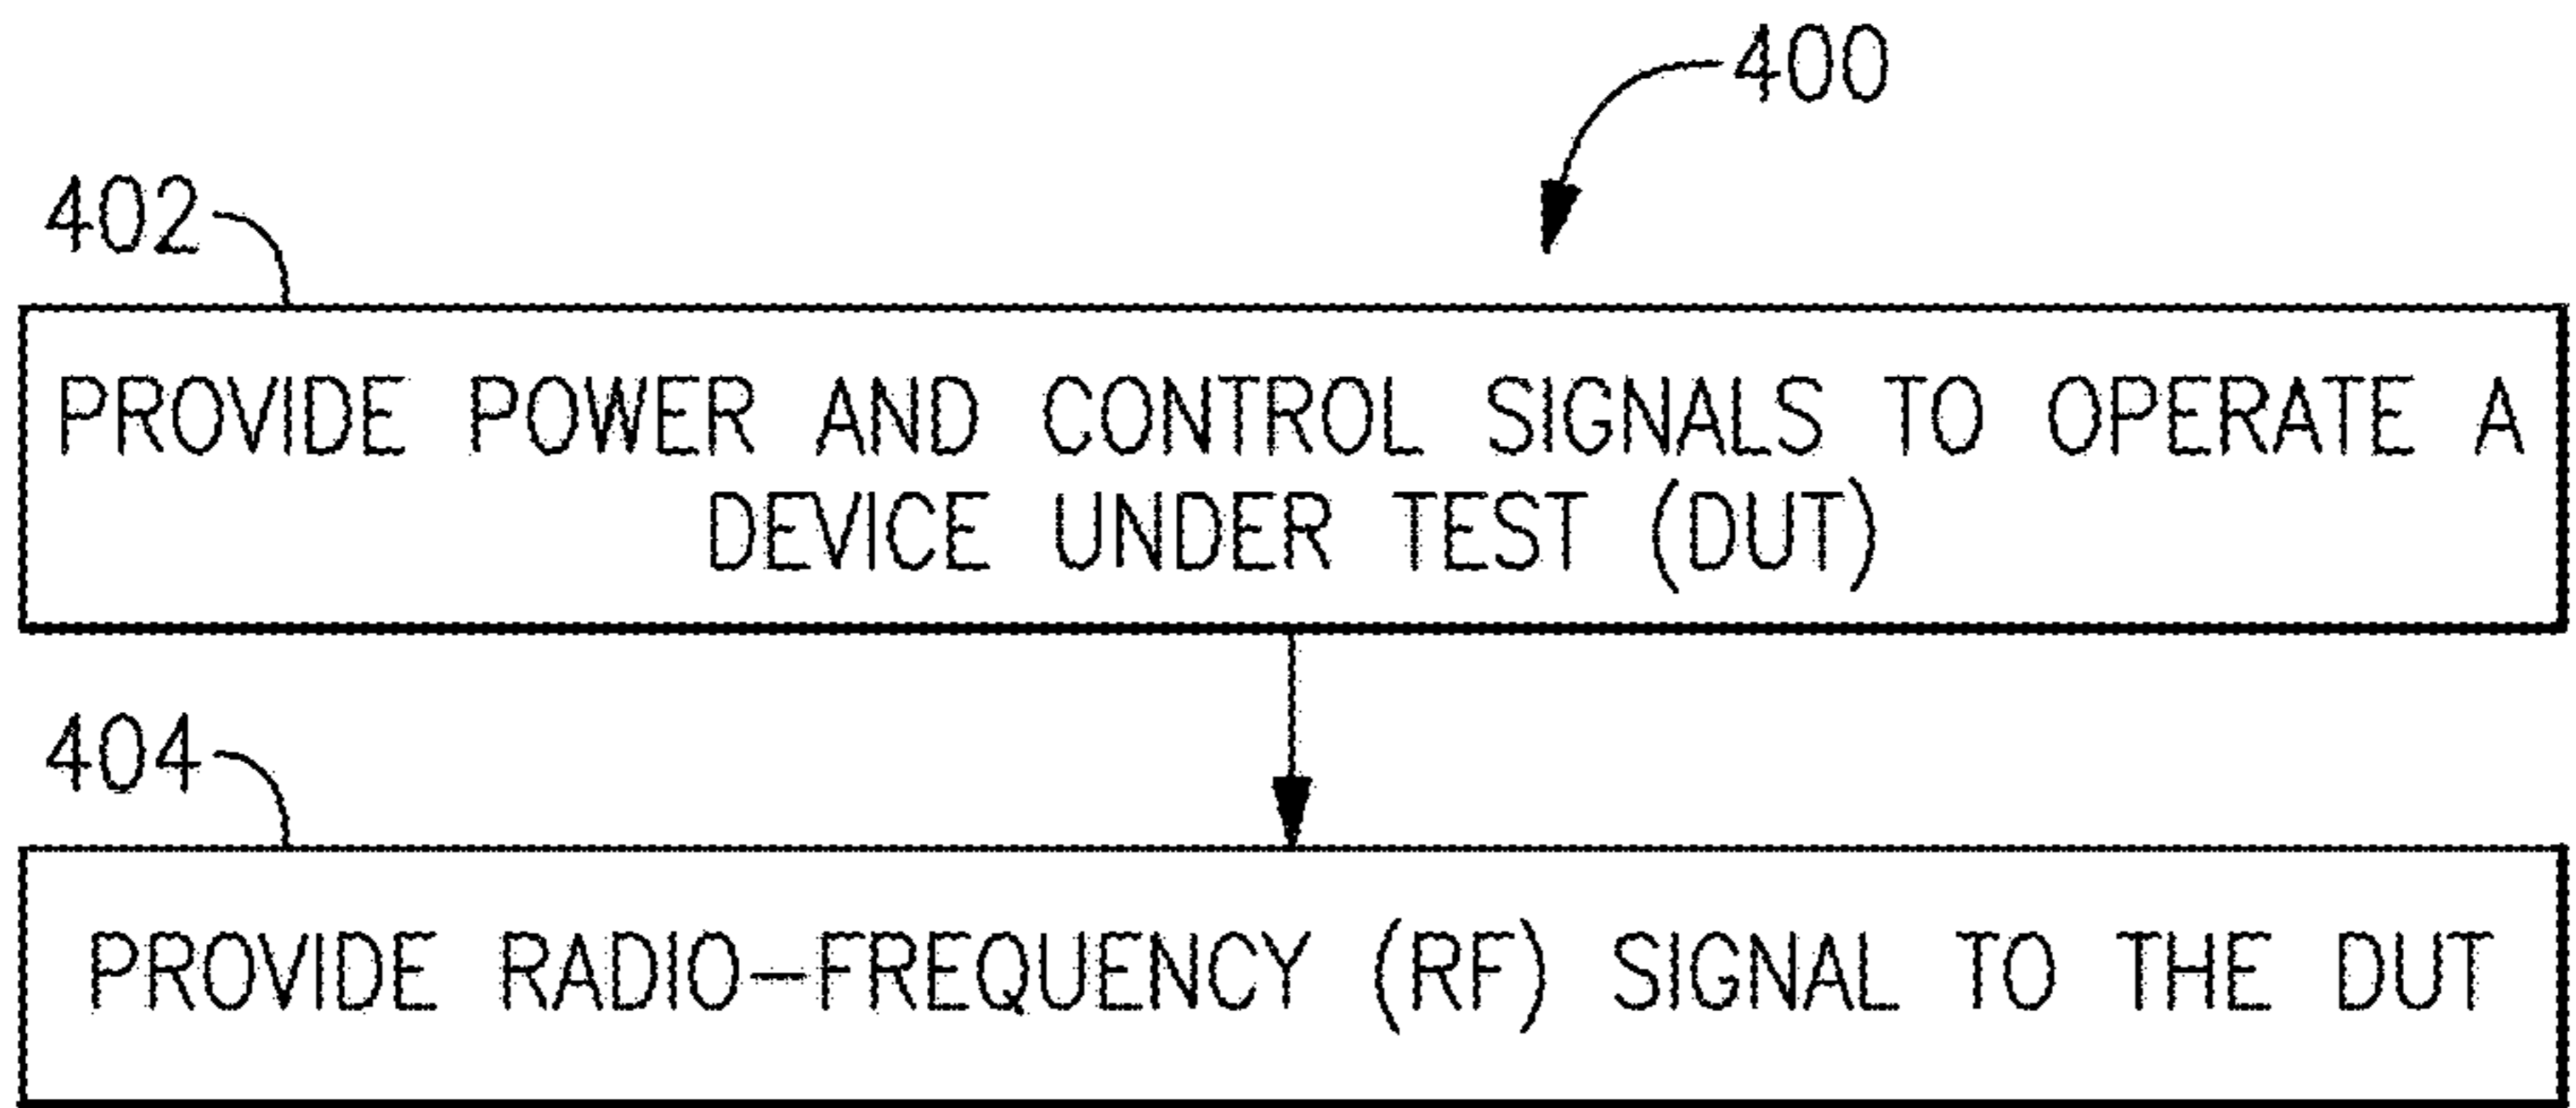 400
402
PROVIDE POWER AND CONTROL SIGNALS TO OPERATE A
DEVICE UNDER TEST (DUT)
404
PROVIDE RADIO-FREQUENCY (RF) SIGNAL TO THE DUT